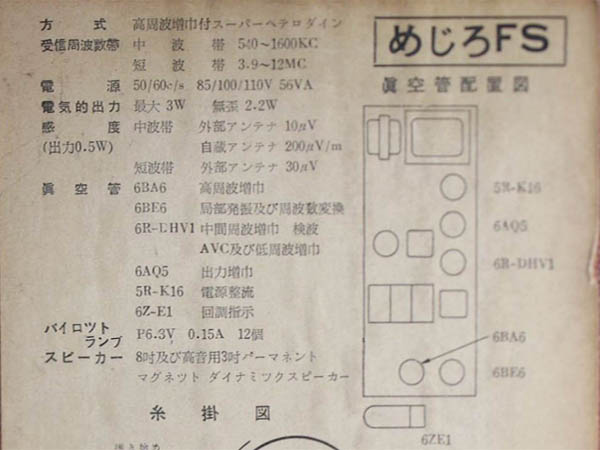 方式 高周波増巾付スーパーヘテロダイン
受信周波数帯 中波帯 540~1600KC
短波帯 3.9~12MC
電源 50/60c/s 85/100/110V 56VA
電気的出力 最大 3W 無歪 2.2W
感度 中波帯 外部アンテナ 10μV
(出力0.5W) 自蔵アンテナ 200μV/m
短波帯 外部アンテナ 30μV
眞空管 6BA6 高周波増巾
6BE6 局部発振及び周波数変換
6R-DHV1 中間周波増巾 検波
AVC及び低周波増巾
6AQ5 出力増巾
5R-K16 電源整流
6Z-E1 同調指示
パイロツトランプ P6.3V 0.15A 12個
スピーカー 8吋及び高音用3吋パーマネント
マグネツト ダイナミツクスピーカー
糸掛図
めじろFS
眞空管配置図
5R-K16
6AQ5
6R-DHV1
6BA6
6BE6
6ZE1